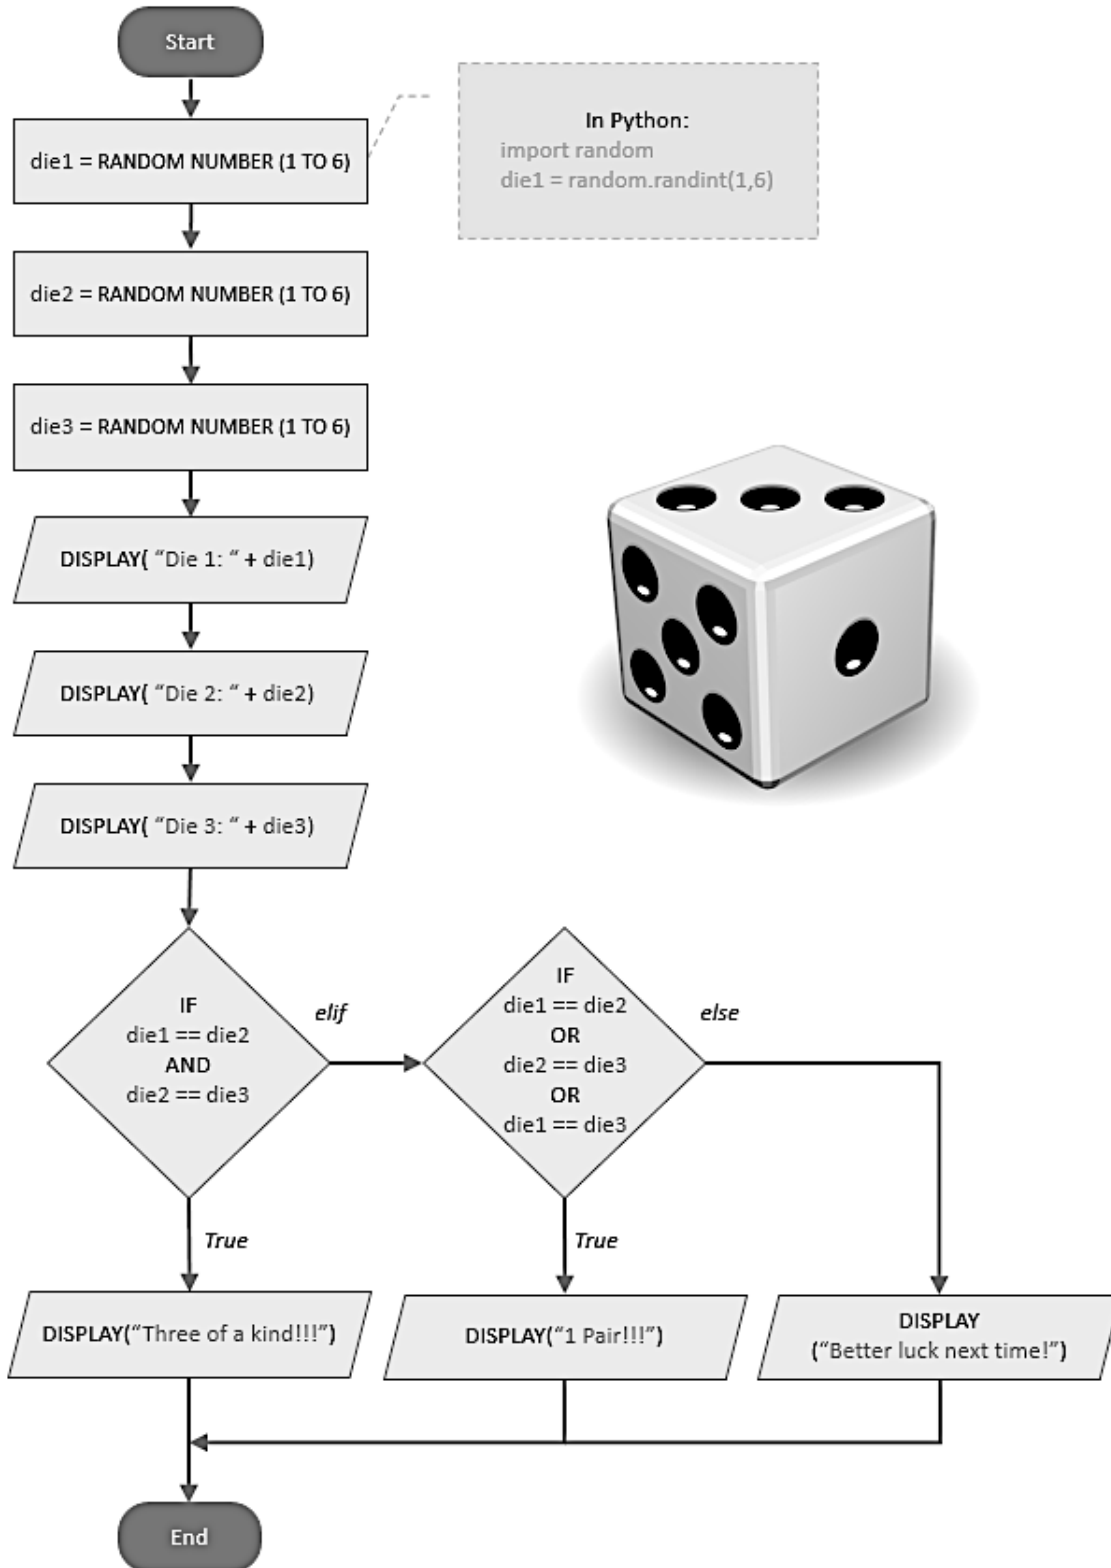 Start
die1 = RANDOM NUMBER (1 TO 6)
In Python:
import random
die1 = random.randint(1,6)
die2 = RANDOM NUMBER (1 TO 6)
die3 = RANDOM NUMBER (1 TO 6)
DISPLAY( “Die 1: “ + die1)
DISPLAY( “Die 2: “ + die2)
DISPLAY( “Die 3: “ + die3)
IF
die1 == die2
AND
die2 == die3
elif
IF
die1 == die2
OR
die2 == die3
OR
die1 == die3
else
True
True
DISPLAY(“Three of a kind!!!”)
DISPLAY(“1 Pair!!!”)
DISPLAY
(“Better luck next time!”)
End